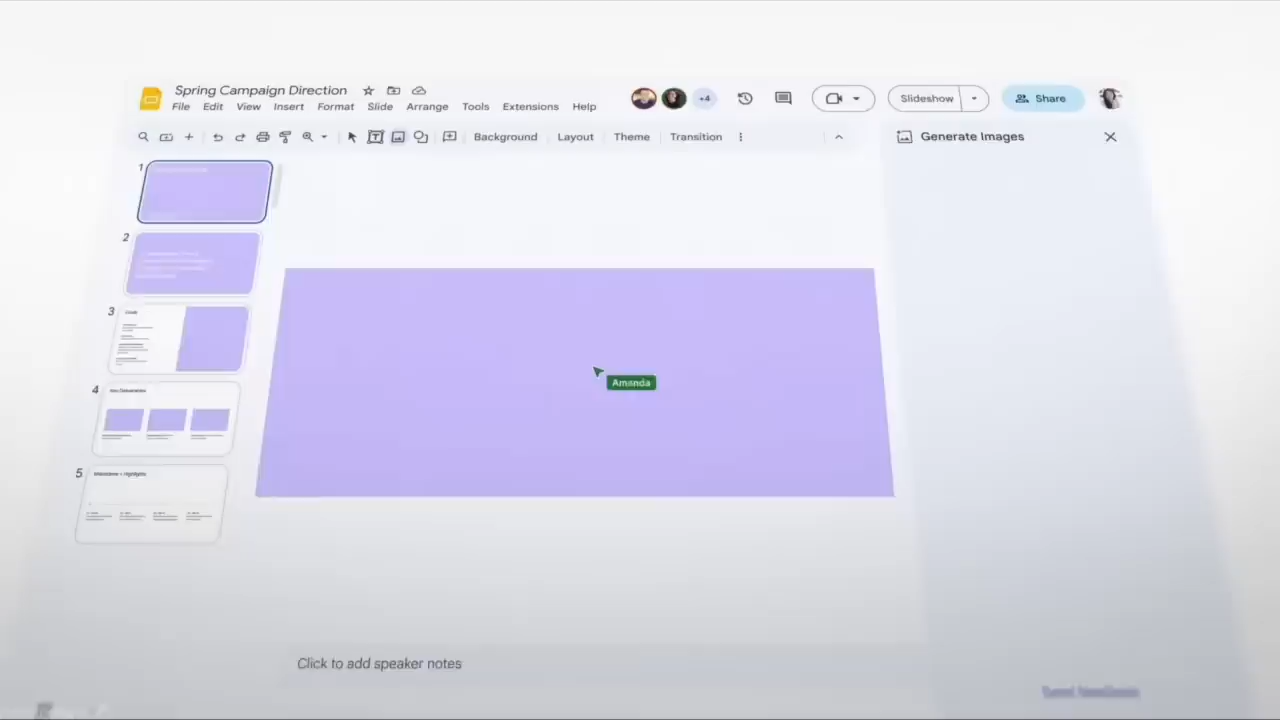 Spring Campaign Direction
File Edit View Insert Format Slide Arrange Tools Extensions Help
+4
Slideshow
Share
Background Layout Theme Transition
Generate Images
1
2
3
4
5
Amanda
Click to add speaker notes